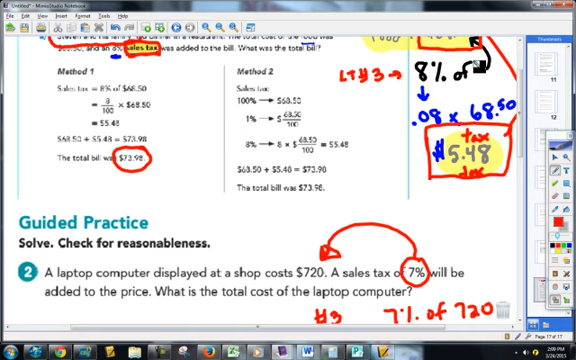 Untitled* - MimioStudio Notebook
File Edit View Insert Format Tools Help
a) Steven and his family had dinner in a restaurant. The total cost of the food was
$68.50, and an 8% sales tax was added to the bill. What was the total bill?
Method 1
Sales tax = 8% of $68.50
= 8/100 × $68.50
= $5.48
$68.50 + $5.48 = $73.98
The total bill was $73.98.
Method 2
Sales tax:
100% → $68.50
1% → $ 68.50/100
8% → 8 × $ 68.50/100 = $5.48
$68.50 + $5.48 = $73.98
The total bill was $73.98.
LT#3 → 8% of
↓
.08 × 68.50
tax
$5.48
Guided Practice
Solve. Check for reasonableness.
2 A laptop computer displayed at a shop costs $720. A sales tax of 7% will be
added to the price. What is the total cost of the laptop computer?
#3 7% of 720
Page 17 of 17
2:09 PM
3/24/2015